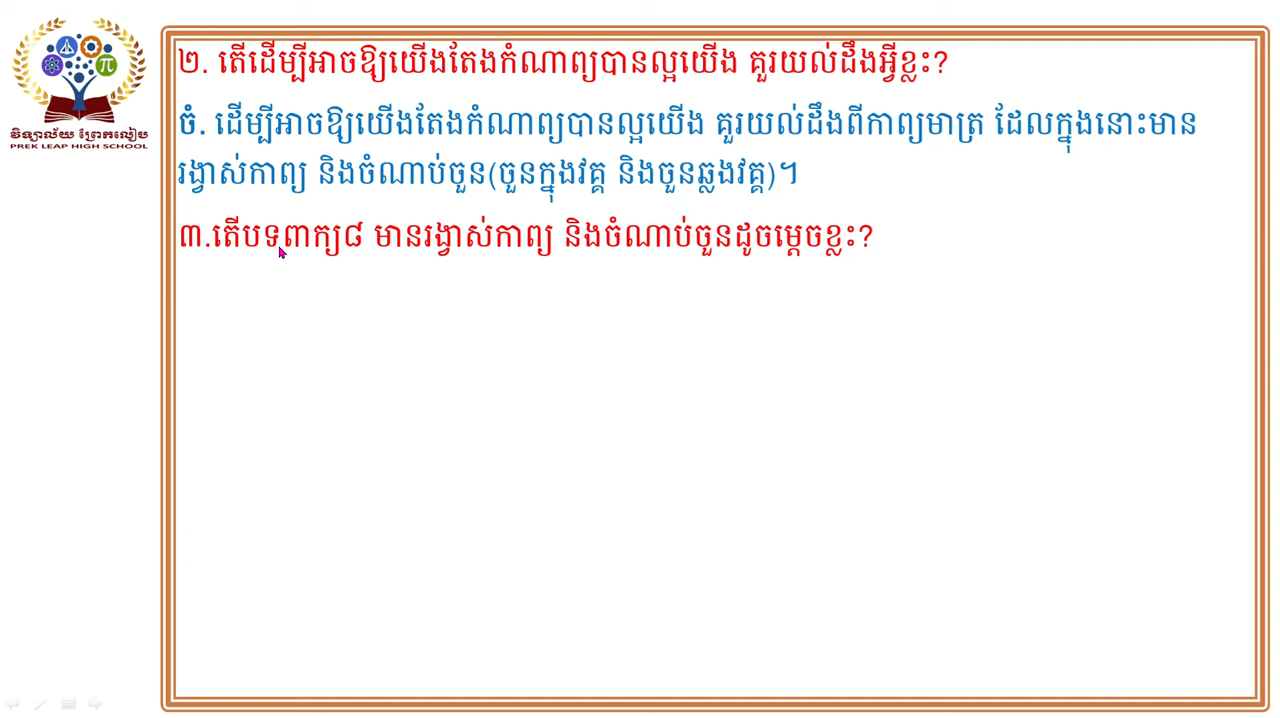 វិទ្យាល័យ ព្រែកលៀប
PREK LEAP HIGH SCHOOL
២. តើដើម្បីអាចឱ្យយើងតែងកំណាព្យបានល្អយើង គួរយល់ដឹងអ្វីខ្លះ?
ចំ. ដើម្បីអាចឱ្យយើងតែងកំណាព្យបានល្អយើង គួរយល់ដឹងពីកាព្យមាត្រ ដែលក្នុងនោះមាន
រង្វាស់កាព្យ និងចំណាប់ចួន(ចួនក្នុងវគ្គ និងចួនឆ្លងវគ្គ)។
៣.តើបទពាក្យ៨ មានរង្វាស់កាព្យ និងចំណាប់ចួនដូចម្ដេចខ្លះ?